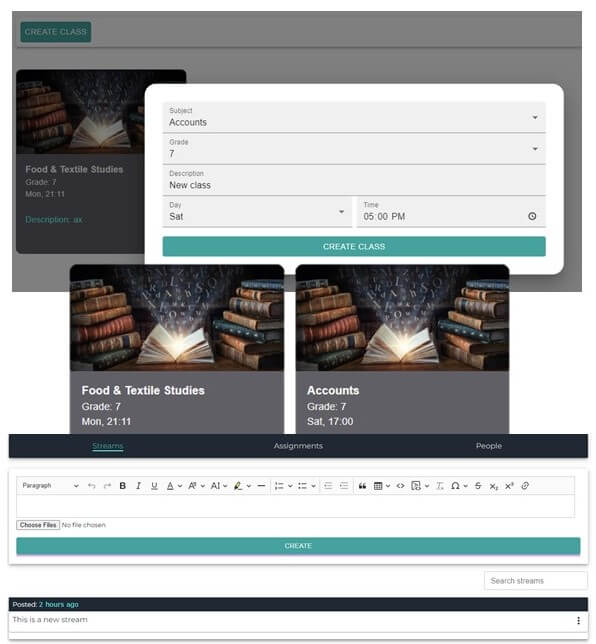 CREATE CLASS
Food & Textile Studies
Grade: 7
Mon, 21:11
Description: ax
Subject
Accounts
Grade
7
Description
New class
Day
Sat
Time
05:00 PM
CREATE CLASS
Food & Textile Studies
Grade: 7
Mon, 21:11
Accounts
Grade: 7
Sat, 17:00
Streams Assignments People
Paragraph
Choose Files No file chosen
CREATE
Search streams
Posted: 2 hours ago
This is a new stream